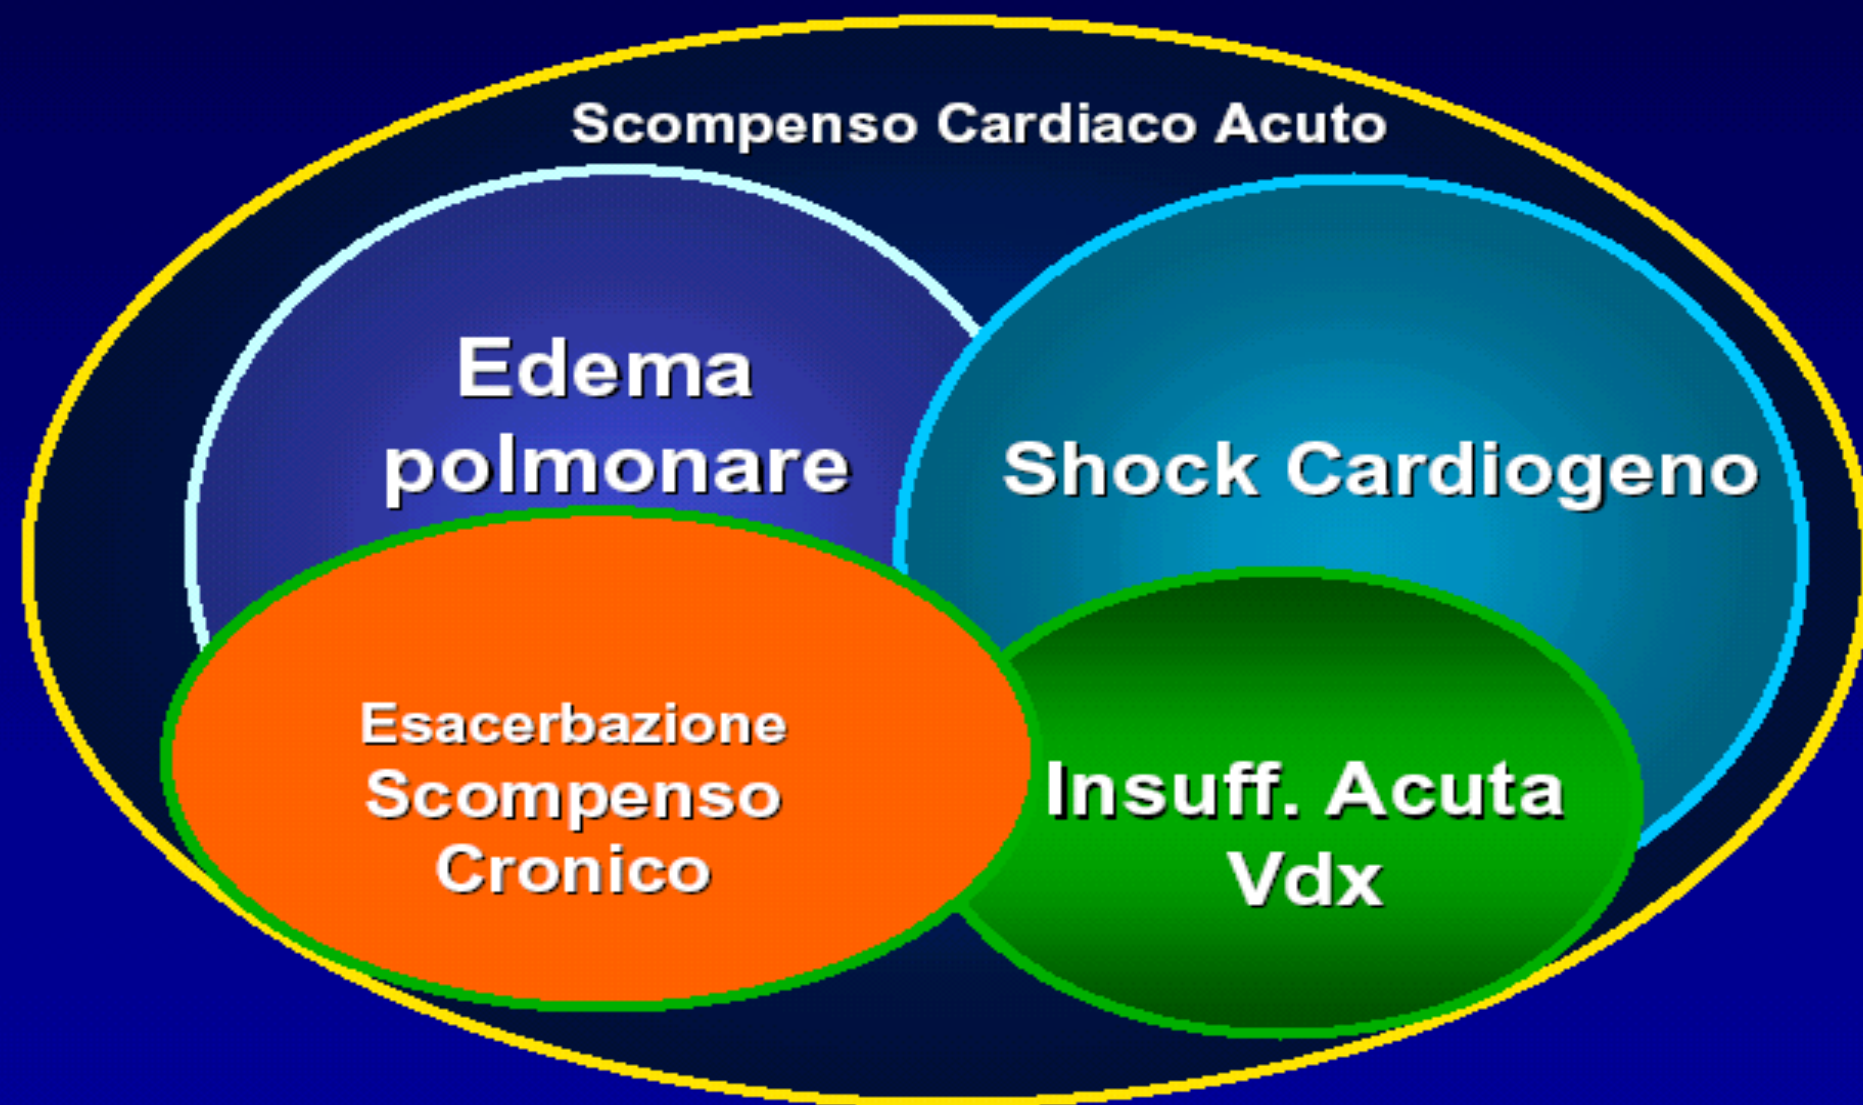 Scompenso Cardiaco Acuto
Edema
polmonare
Shock Cardiogeno
Esacerbazione
Scompenso
Cronico
Insuff. Acuta
Vdx